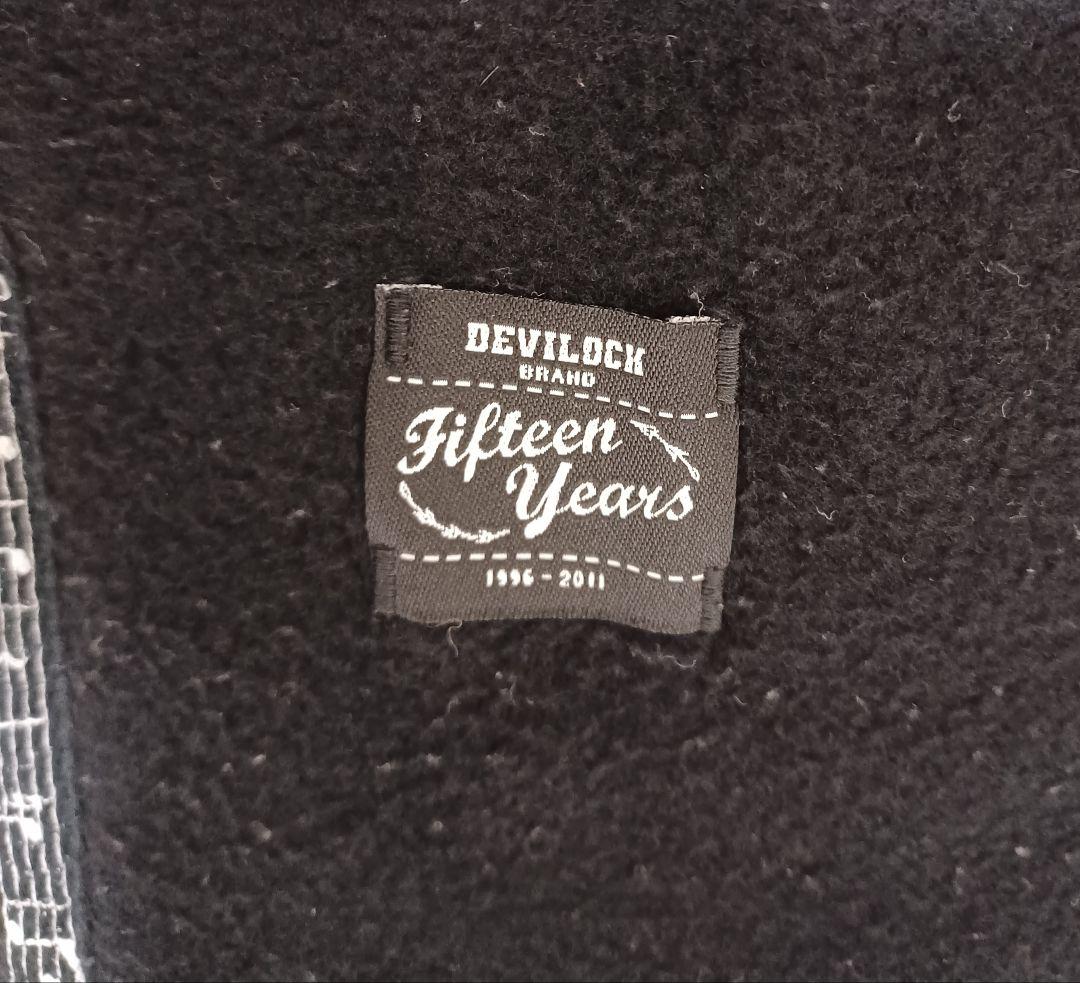 DEVILOCK
BRAND
Fifteen
Years
1996-2011